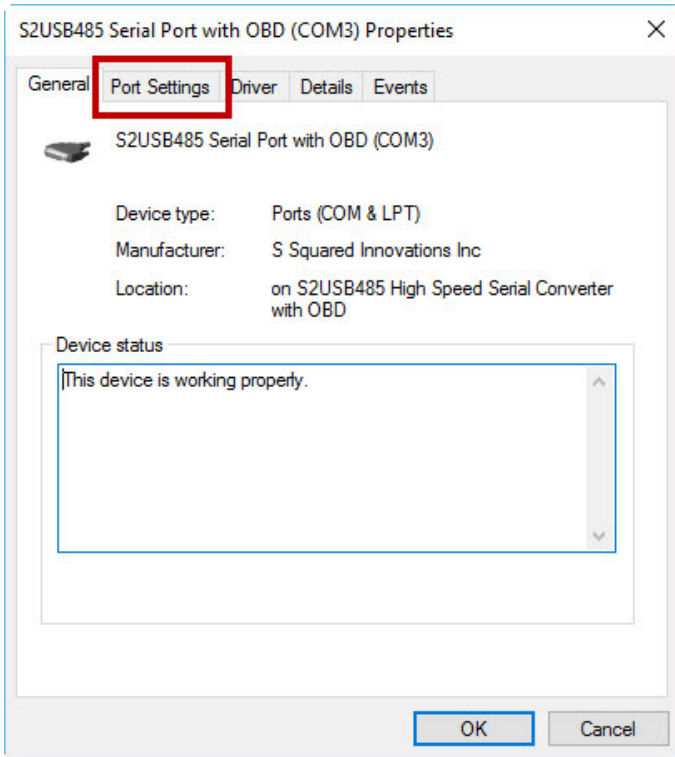 S2USB485 Serial Port with OBD (COM3) Properties
General Port Settings Driver Details Events
S2USB485 Serial Port with OBD (COM3)
Device type: Ports (COM & LPT)
Manufacturer: S Squared Innovations Inc
Location: on S2USB485 High Speed Serial Converter
with OBD
Device status
This device is working properly.
OK Cancel